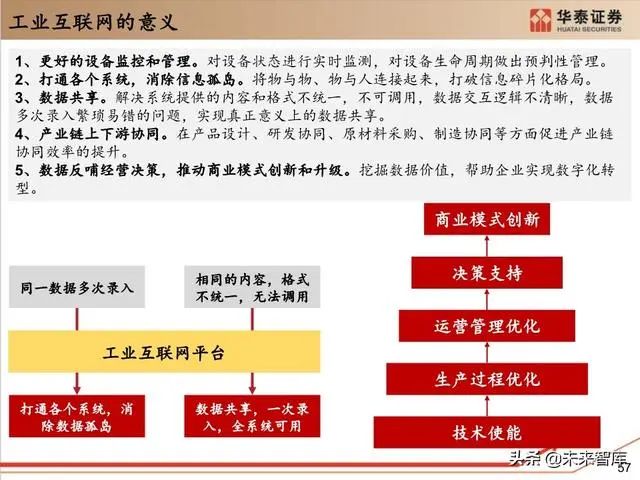 工业互联网的意义
华泰证券
HUATAI SECURITIES
1、更好的设备监控和管理。对设备状态进行实时监测，对设备生命周期做出预判性管理。
2、打通各个系统，消除信息孤岛。将物与物、物与人连接起来，打破信息碎片化格局。
3、数据共享。解决系统提供的内容和格式不统一，不可调用，数据交互逻辑不清晰，数据
多次录入繁琐易错的问题，实现真正意义上的数据共享。
4、产业链上下游协同。在产品设计、研发协同、原材料采购、制造协同等方面促进产业链
协同效率的提升。
5、数据反哺经营决策，推动商业模式创新和升级。挖掘数据价值，帮助企业实现数字化转
型。
同一数据多次录入
相同的内容，格式
不统一，无法调用
工业互联网平台
打通各个系统，消
除数据孤岛
数据共享，一次录
入，全系统可用
商业模式创新
决策支持
运营管理优化
生产过程优化
技术使能
头条@未来智库
57